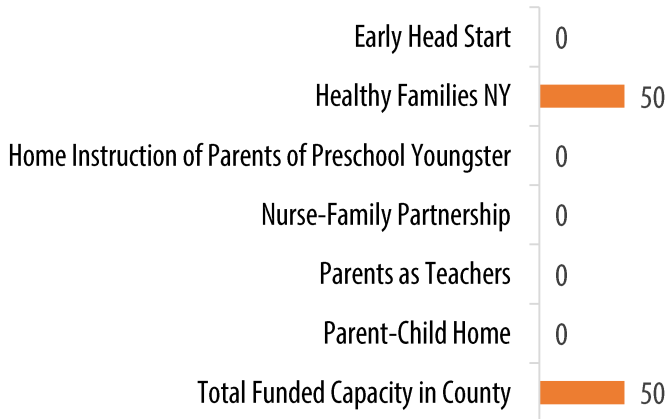 Early Head Start 0
Healthy Families NY 50
Home Instruction of Parents of Preschool Youngster 0
Nurse-Family Partnership 0
Parents as Teachers 0
Parent-Child Home 0
Total Funded Capacity in County 50